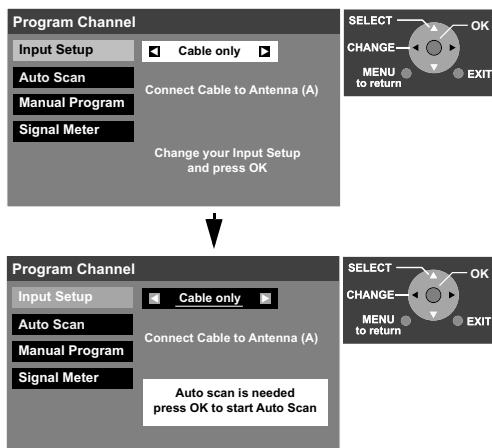 Program Channel
Input Setup
Cable only
Auto Scan
Connect Cable to Antenna (A)
Manual Program
Signal Meter
Change your Input Setup
and press OK
SELECT
OK
CHANGE
MENU
to return
EXIT
Program Channel
Input Setup
Cable only
Auto Scan
Connect Cable to Antenna (A)
Manual Program
Signal Meter
Auto scan is needed
press OK to start Auto Scan
SELECT
OK
CHANGE
MENU
to return
EXIT